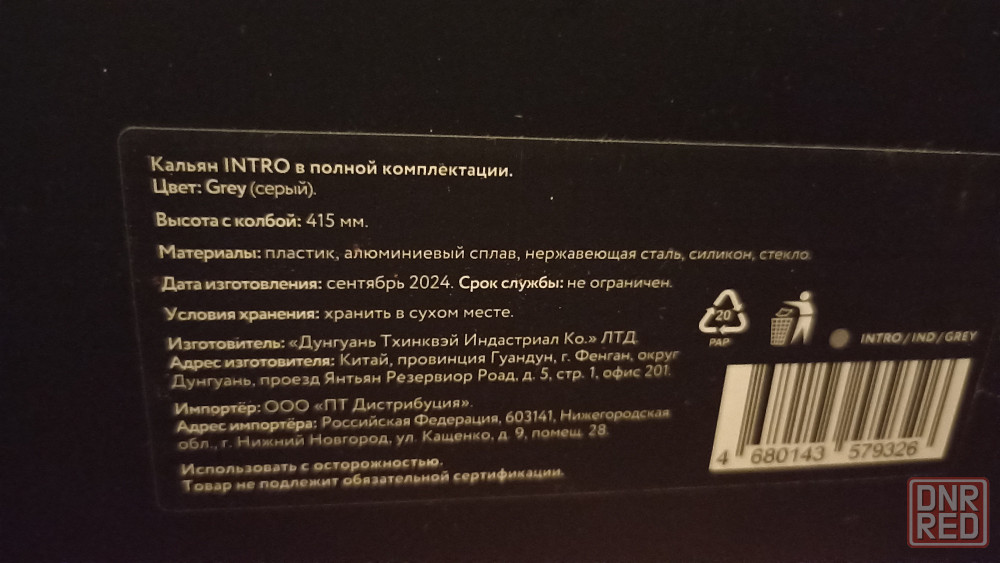 Кальян INTRO в полной комплектации.
Цвет: Grey (серый).
Высота с колбой: 415 мм.
Материалы: пластик, алюминиевый сплав, нержавеющая сталь, силикон, стекло.
Дата изготовления: сентябрь 2024. Срок службы: не ограничен.
Условия хранения: хранить в сухом месте.
Изготовитель: «Дунгуань Тхинквэй Индастриал Ко.» ЛТД.
Адрес изготовителя: Китай, провинция Гуандун, г. Фенган, округ
Дунгуань, проезд Янтьян Резервиор Роад, д. 5, стр. 1, офис 201.
Импортёр: ООО «ПТ Дистрибуция».
Адрес импортёра: Российская Федерация, 603141, Нижегородская
обл., г. Нижний Новгород, ул. Кащенко, д. 9, помещ. 28.
Использовать с осторожностью.
Товар не подлежит обязательной сертификации.
20
PAP
INTRO/IND/GREY
4 680143 579326
DNR
RED